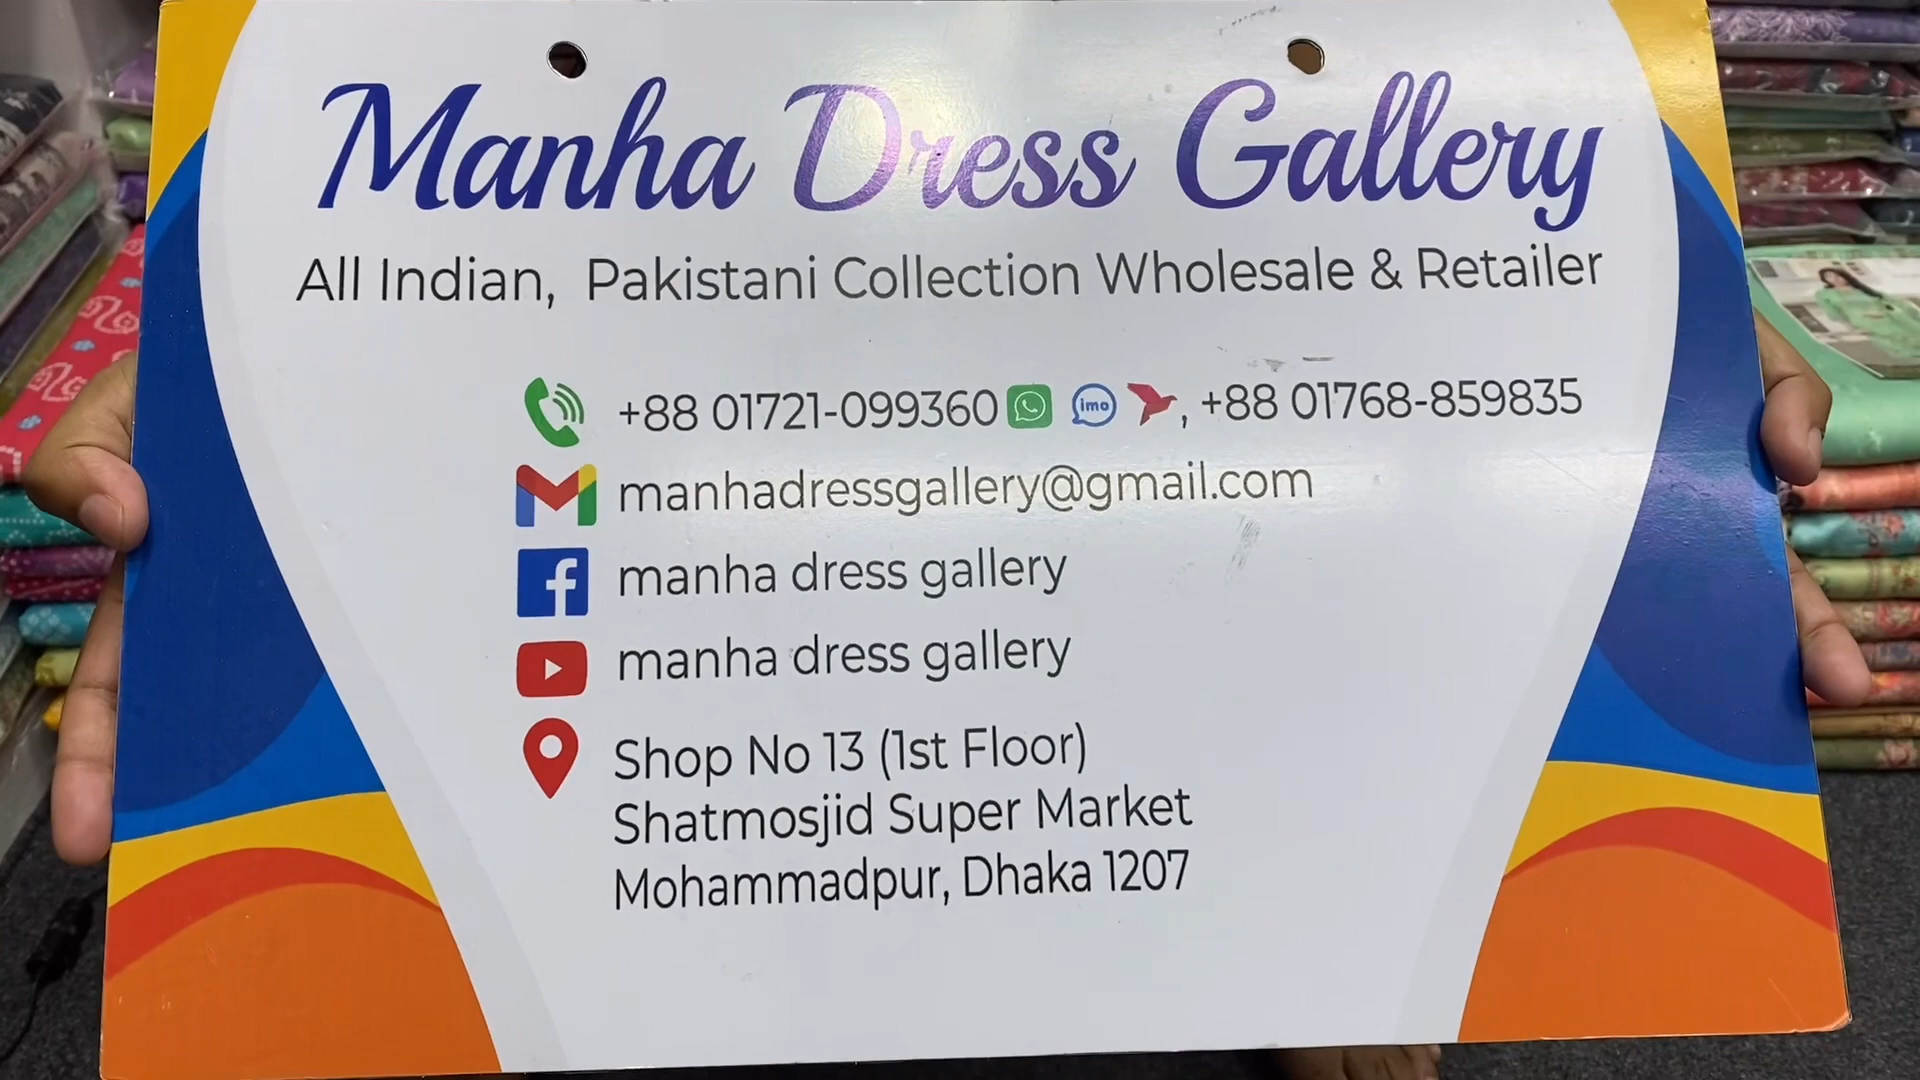 Manha Dress Gallery
All Indian, Pakistani Collection Wholesale & Retailer
+88 01721-099360 imo , +88 01768-859835
manhadressgallery@gmail.com
f manha dress gallery
manha dress gallery
Shop No 13 (1st Floor)
Shatmosjid Super Market
Mohammadpur, Dhaka 1207